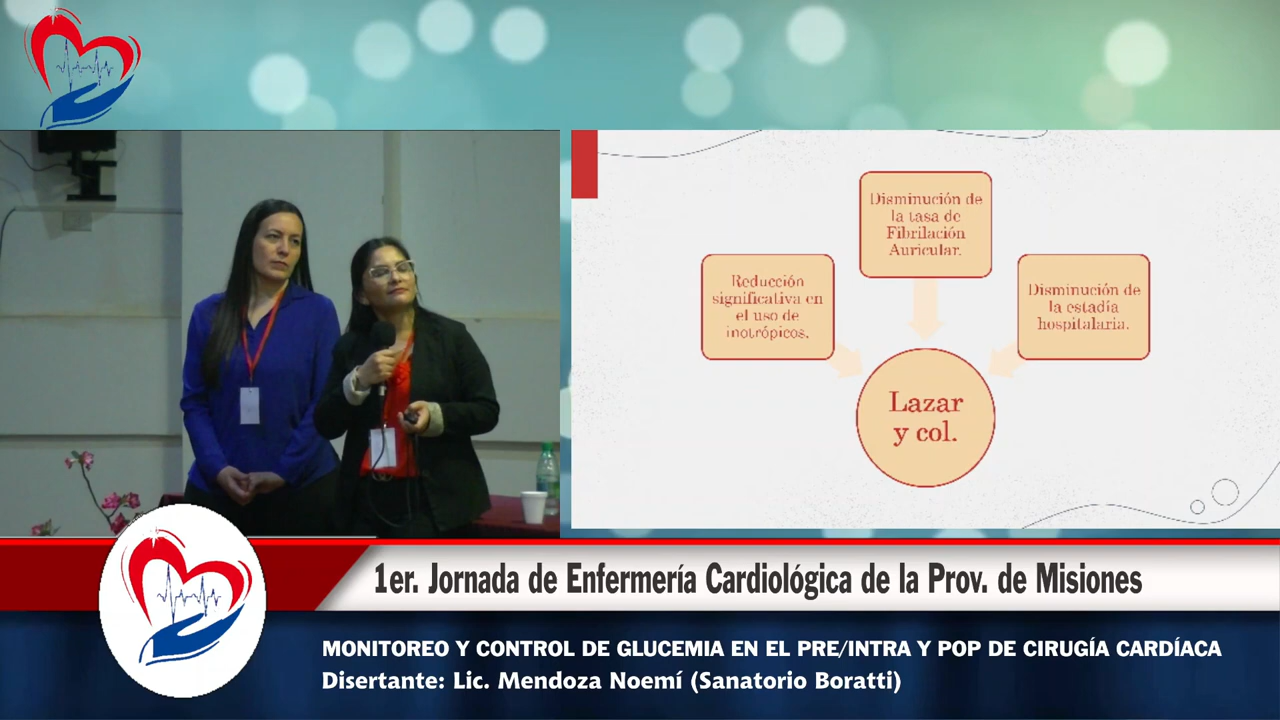 Disminución de
la tasa de
Fibrilación
Auricular.
Reducción
significativa en
el uso de
inotrópicos.
Disminución de
la estadía
hospitalaria.
Lazar
y col.
1er. Jornada de Enfermería Cardiológica de la Prov. de Misiones
MONITOREO Y CONTROL DE GLUCEMIA EN EL PRE/INTRA Y POP DE CIRUGÍA CARDÍACA
Disertante: Lic. Mendoza Noemí (Sanatorio Boratti)